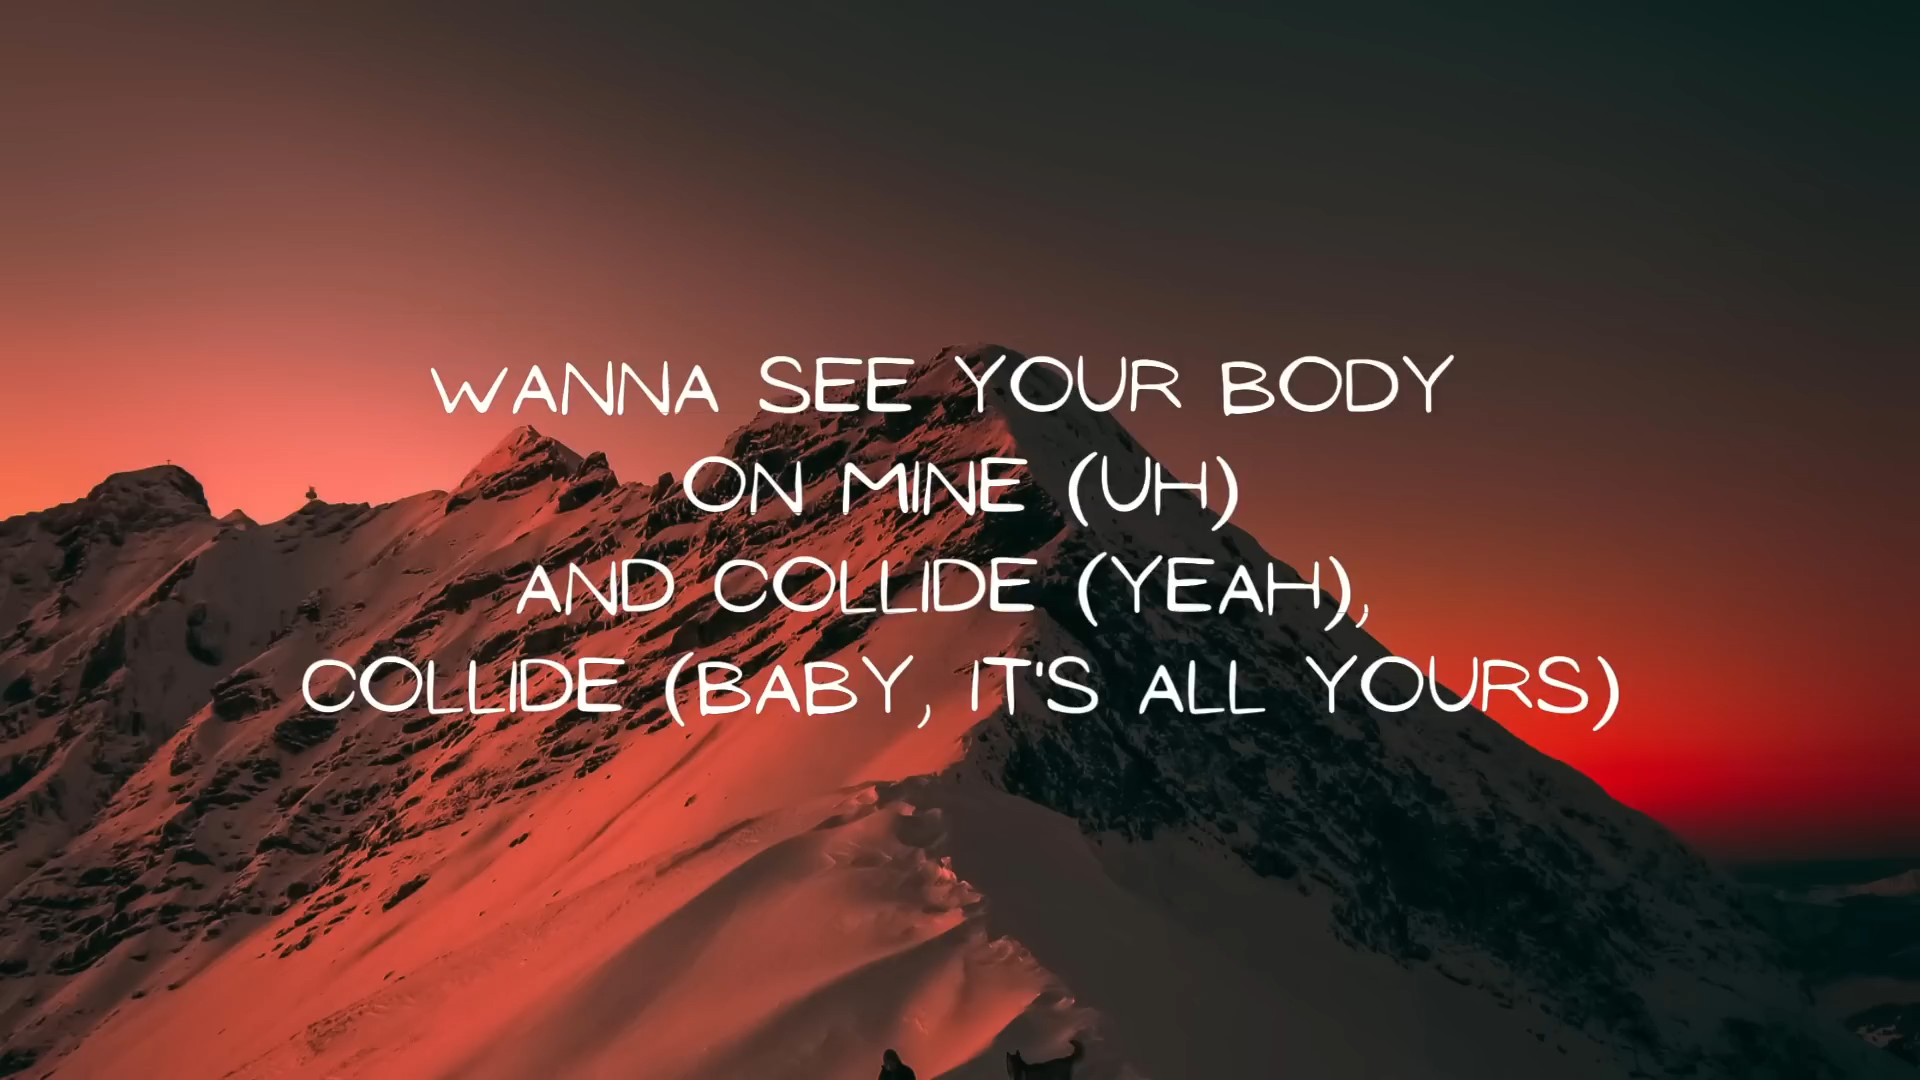 WANNA SEE YOUR BODY
ON MINE (UH)
AND COLLIDE (YEAH),
COLLIDE (BABY, IT'S ALL YOURS)